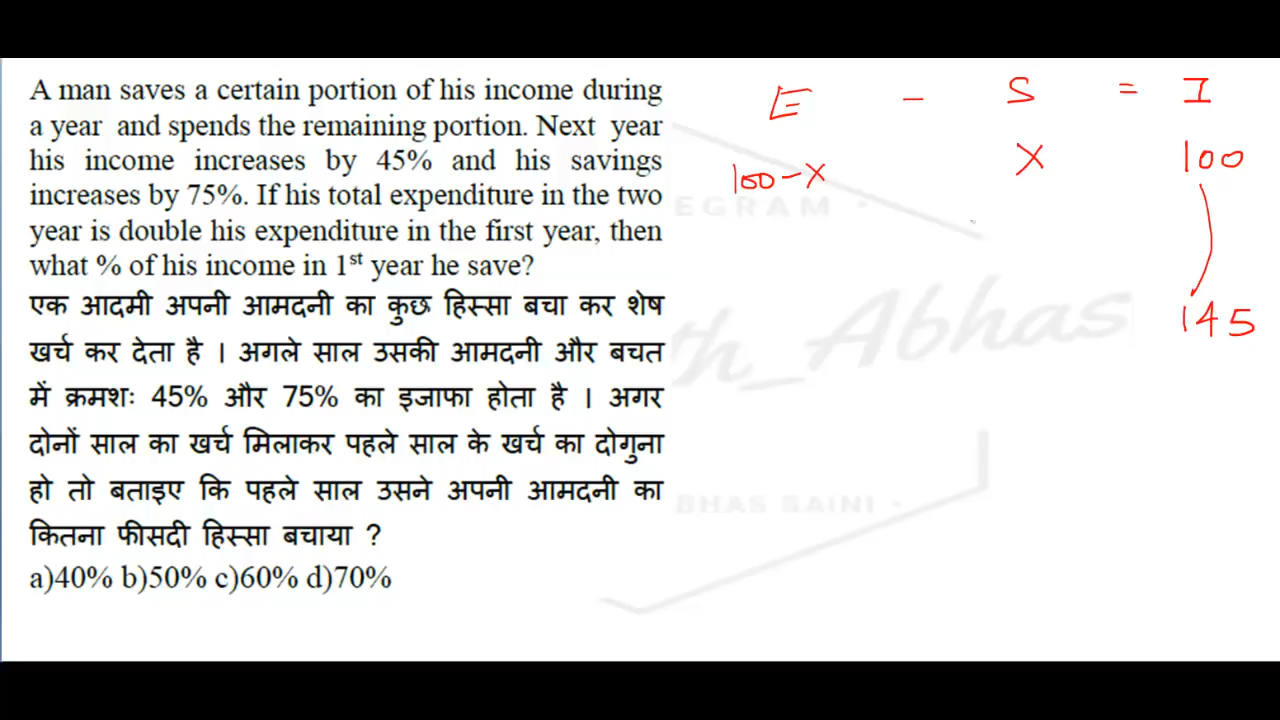 A man saves a certain portion of his income during
a year and spends the remaining portion. Next year
his income increases by 45% and his savings
increases by 75%. If his total expenditure in the two
year is double his expenditure in the first year, then
what % of his income in 1st year he save?
एक आदमी अपनी आमदनी का कुछ हिस्सा बचा कर शेष
खर्च कर देता है । अगले साल उसकी आमदनी और बचत
में क्रमशः 45% और 75% का इजाफा होता है । अगर
दोनों साल का खर्च मिलाकर पहले साल के खर्च का दोगुना
हो तो बताइए कि पहले साल उसने अपनी आमदनी का
कितना फीसदी हिस्सा बचाया ?
a)40% b)50% c)60% d)70%
E - S = I
100-X X 100
145
EGRAM -
th_Abhas
BHAS SAINI -